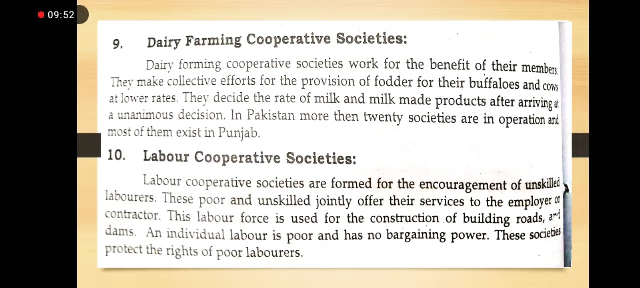 09:52
9. Dairy Farming Cooperative Societies:
Dairy forming cooperative societies work for the benefit of their members.
They make collective efforts for the provision of fodder for their buffaloes and cows
at lower rates. They decide the rate of milk and milk made products after arriving at
a unanimous decision. In Pakistan more then twenty societies are in operation and
most of them exist in Punjab.
10. Labour Cooperative Societies:
Labour cooperative societies are formed for the encouragement of unskilled
labourers. These poor and unskilled jointly offer their services to the employer or
contractor. This labour force is used for the construction of building roads, and
dams. An individual labour is poor and has no bargaining power. These societies
protect the rights of poor labourers.